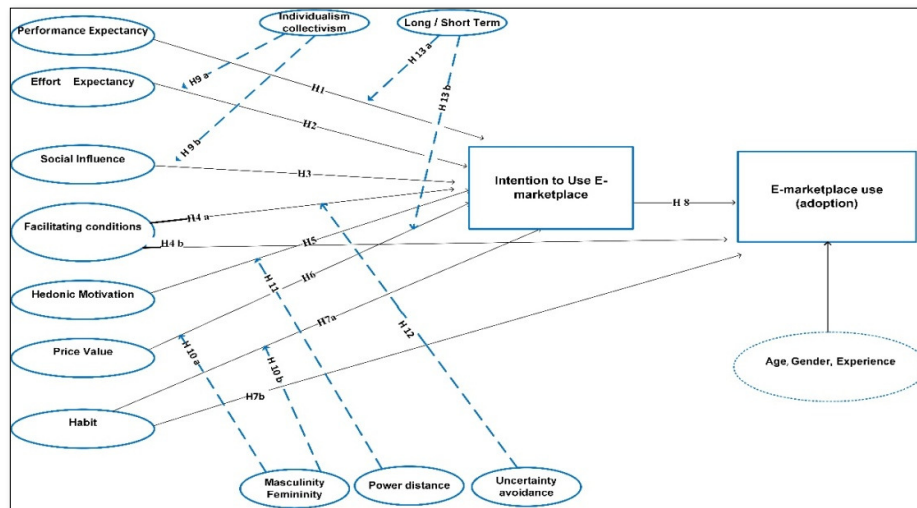 Individualism
collectivism
Long / Short Term
Performance Expectancy
H9 a
H 13 a
H1
Effort Expectancy
H 13 b
H2
H 9 b
Social Influence
H3
Intention to Use E-
marketplace
E-marketplace use
(adoption)
H 8
Facilitating conditions
H4 a
H4 b
H5
H6
Hedonic Motivation
H 11
H 12
H7a
Price Value
H 10 a
H 10 b
Age, Gender, Experience
Habit
H7b
Masculinity
Femininity
Power distance
Uncertainty
avoidance